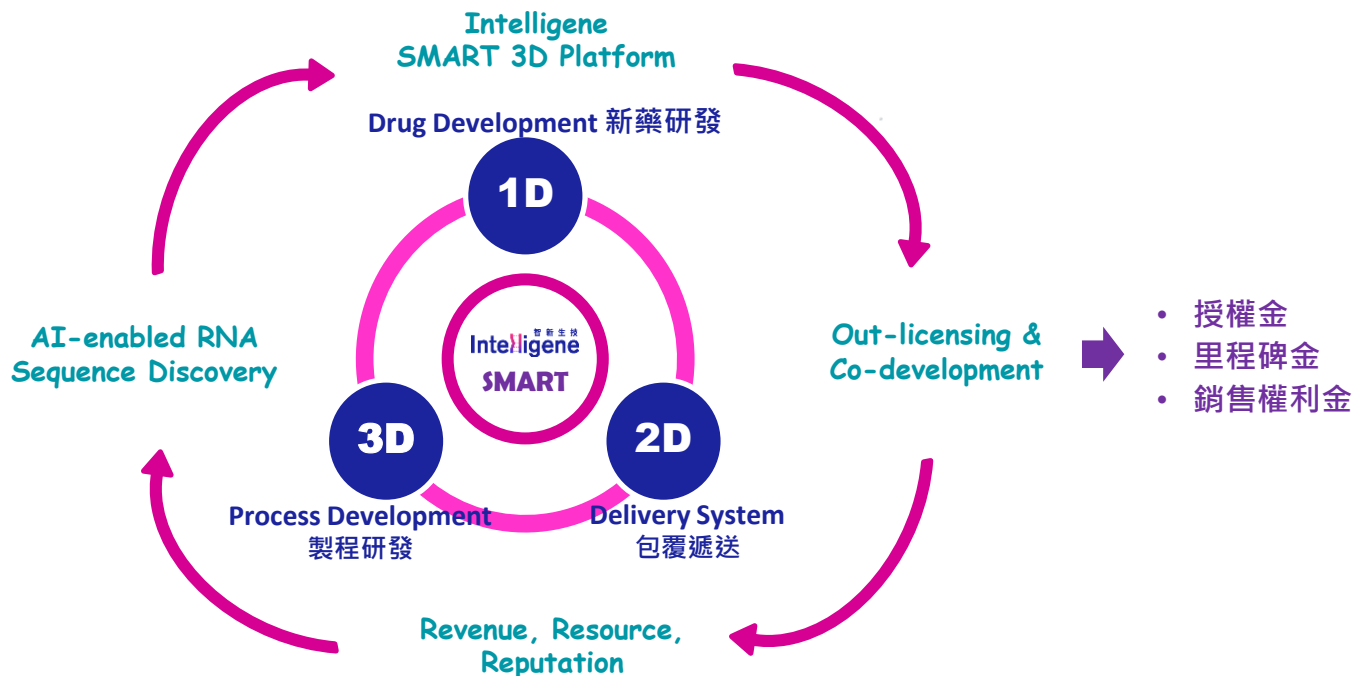 Intelligene
SMART 3D Platform
Drug Development 新藥研發
1D
AI-enabled RNA
Sequence Discovery
智新生技
Intelligene
SMART
Out-licensing &
Co-development
• 授權金
• 里程碑金
• 銷售權利金
3D
2D
Process Development
製程研發
Delivery System
包覆遞送
Revenue, Resource,
Reputation